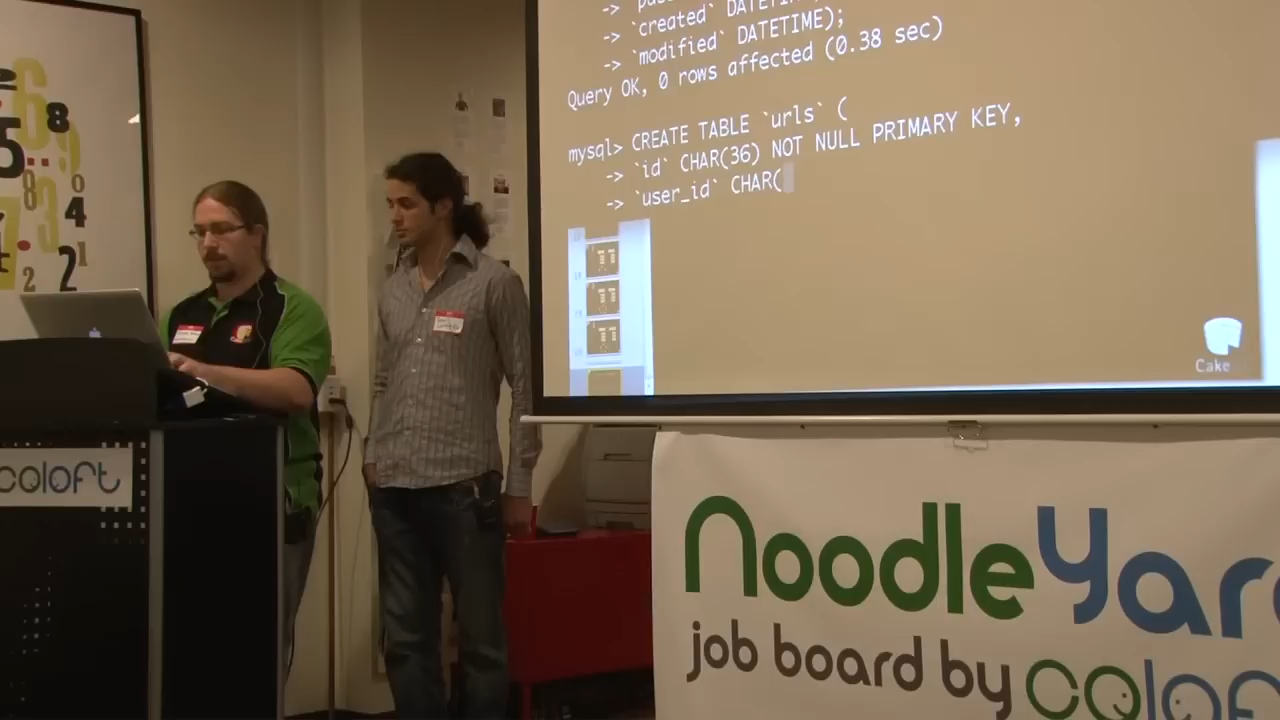 -> `created` DATETIME,
-> `modified` DATETIME);
Query OK, 0 rows affected (0.38 sec)
mysql> CREATE TABLE `urls` (
-> `id` CHAR(36) NOT NULL PRIMARY KEY,
-> `user_id` CHAR(
Cake
coloft
NoodleYar
job board by coloft